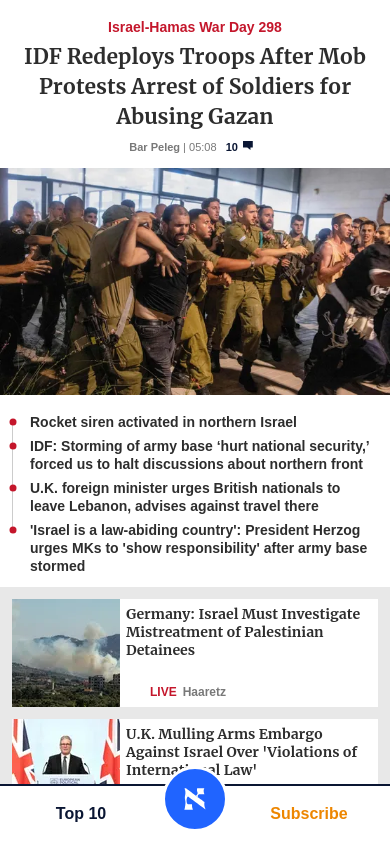 Israel-Hamas War Day 298
IDF Redeploys Troops After Mob
Protests Arrest of Soldiers for
Abusing Gazan
Bar Peleg | 05:08 10
Rocket siren activated in northern Israel
IDF: Storming of army base ‘hurt national security,’
forced us to halt discussions about northern front
U.K. foreign minister urges British nationals to
leave Lebanon, advises against travel there
'Israel is a law-abiding country': President Herzog
urges MKs to 'show responsibility' after army base
stormed
Germany: Israel Must Investigate
Mistreatment of Palestinian
Detainees
LIVE Haaretz
U.K. Mulling Arms Embargo
Against Israel Over 'Violations of
International Law'
Top 10
Subscribe